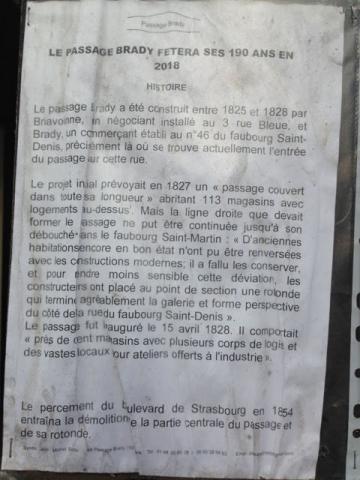 Passage Brady
LE PASSAGE BRADY FETERA SES 190 ANS EN
2018
HISTOIRE
Le passage Brady a été construit entre 1825 et 1828 par
Briavoinne, un négociant installé au 3 rue Bleue, et
Brady, un commerçant établi au n°46 du faubourg Saint-
Denis, précisément là où se trouve actuellement l'entrée
du passage sur cette rue.
Le projet initial prévoyait en 1827 un « passage couvert
dans toute sa longueur » abritant 113 magasins avec
logements au-dessus'. Mais la ligne droite que devait
former le passage ne put être continuée jusqu'à son
débouché dans le faubourg Saint-Martin : « D'anciennes
habitations encore en bon état n'ont pu être renversées
avec les constructions modernes; il a fallu les conserver,
et pour rendre moins sensible cette déviation, les
constructeurs ont placé au point de section une rotonde
qui termine agréablement la galerie et forme perspective
du côté de la rue du faubourg Saint-Denis ».
Le passage fut inauguré le 15 avril 1828. Il comportait
« près de cent magasins avec plusieurs corps de logis et
des vastes locaux pour ateliers offerts à l'industrie ».
Le percement du boulevard de Strasbourg en 1854
entraîna la démolition de la partie centrale du passage et
de sa rotonde.